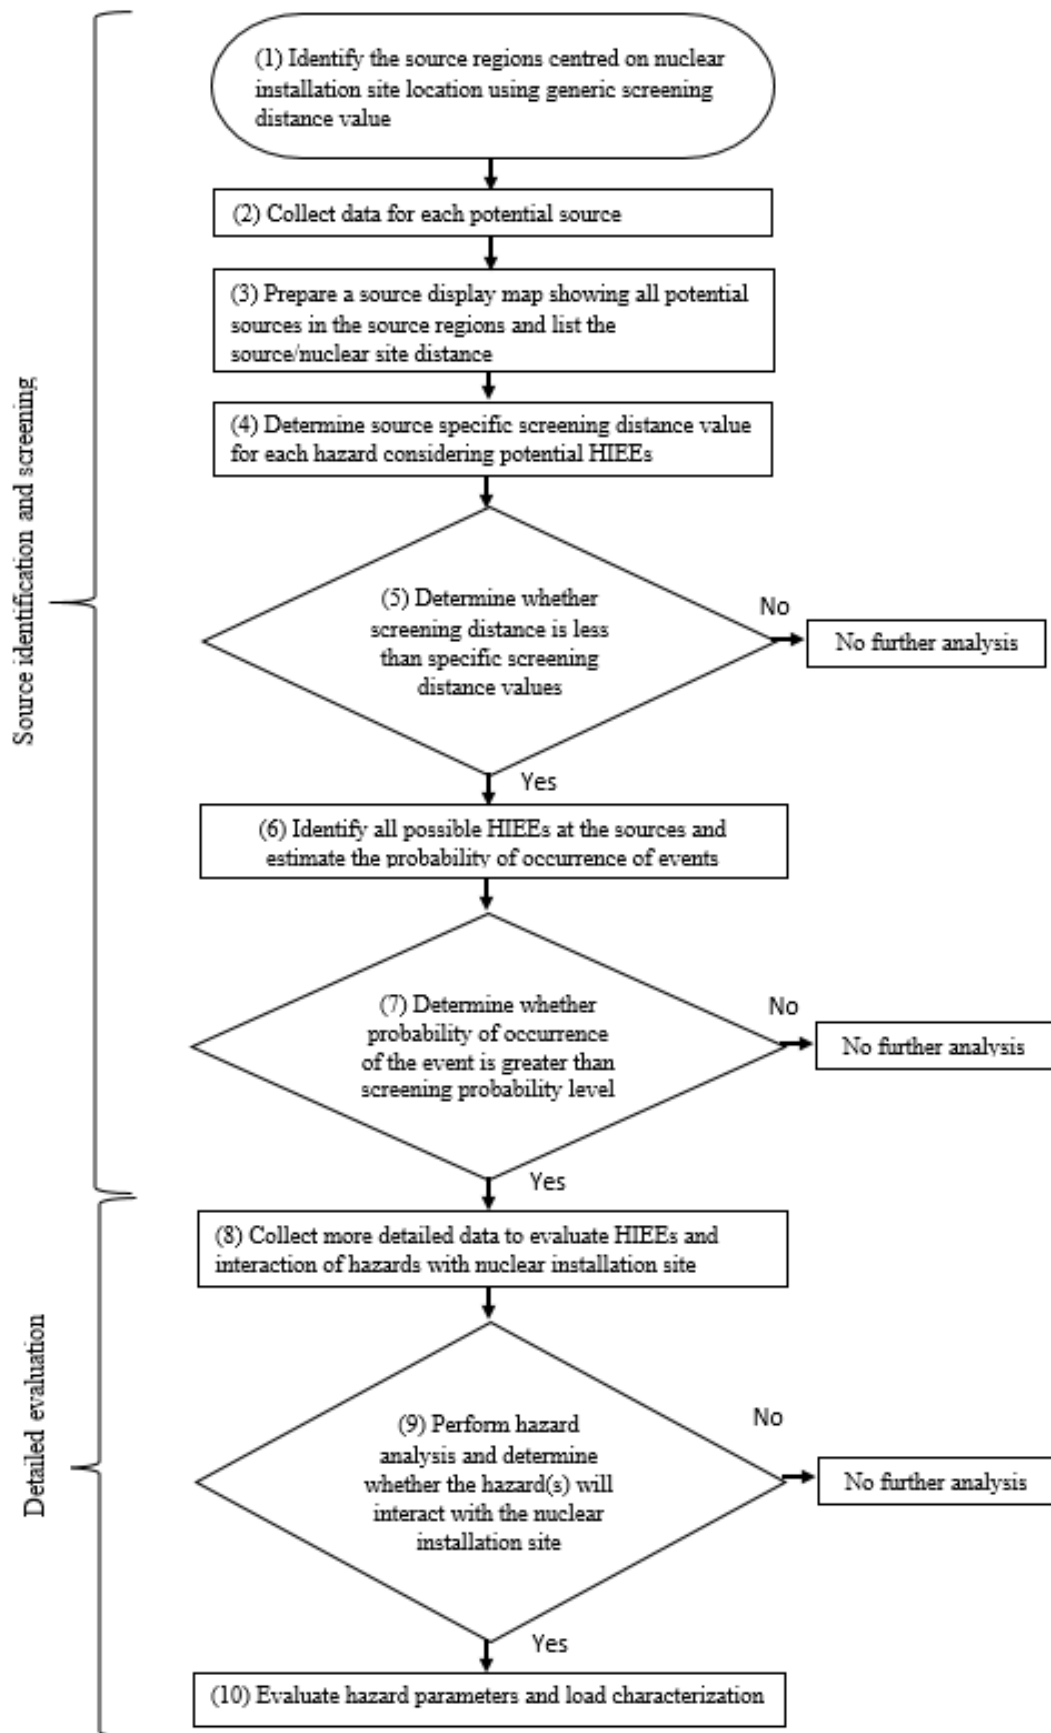 (1) Identify the source regions centred on nuclear
installation site location using generic screening
distance value
(2) Collect data for each potential source
(3) Prepare a source display map showing all potential
sources in the source regions and list the
source/nuclear site distance
(4) Determine source specific screening distance value
for each hazard considering potential HIEEs
Source identification and screening
(5) Determine whether
screening distance is less
than specific screening
distance values
No
No further analysis
Yes
(6) Identify all possible HIEEs at the sources and
estimate the probability of occurrence of events
(7) Determine whether
probability of occurrence
of the event is greater than
screening probability level
No
No further analysis
Yes
(8) Collect more detailed data to evaluate HIEEs and
interaction of hazards with nuclear installation site
Detailed evaluation
(9) Perform hazard
analysis and determine
whether the hazard(s) will
interact with the nuclear
installation site
No
No further analysis
Yes
(10) Evaluate hazard parameters and load characterization